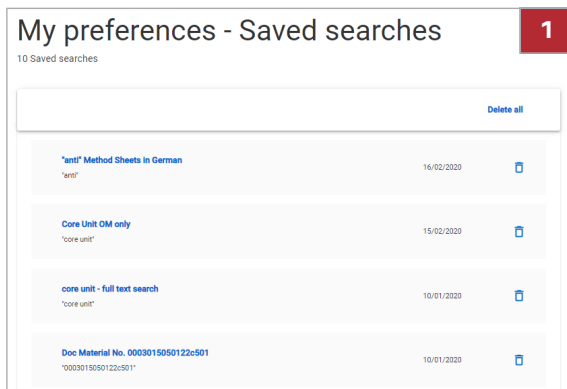 My preferences - Saved searches
1
10 Saved searches
Delete all
"anti" Method Sheets in German
"anti"
16/02/2020
Core Unit OM only
"core unit"
15/02/2020
core unit - full text search
"core unit"
10/01/2020
Doc Material No. 0003015050122c501
"0003015050122c501"
10/01/2020